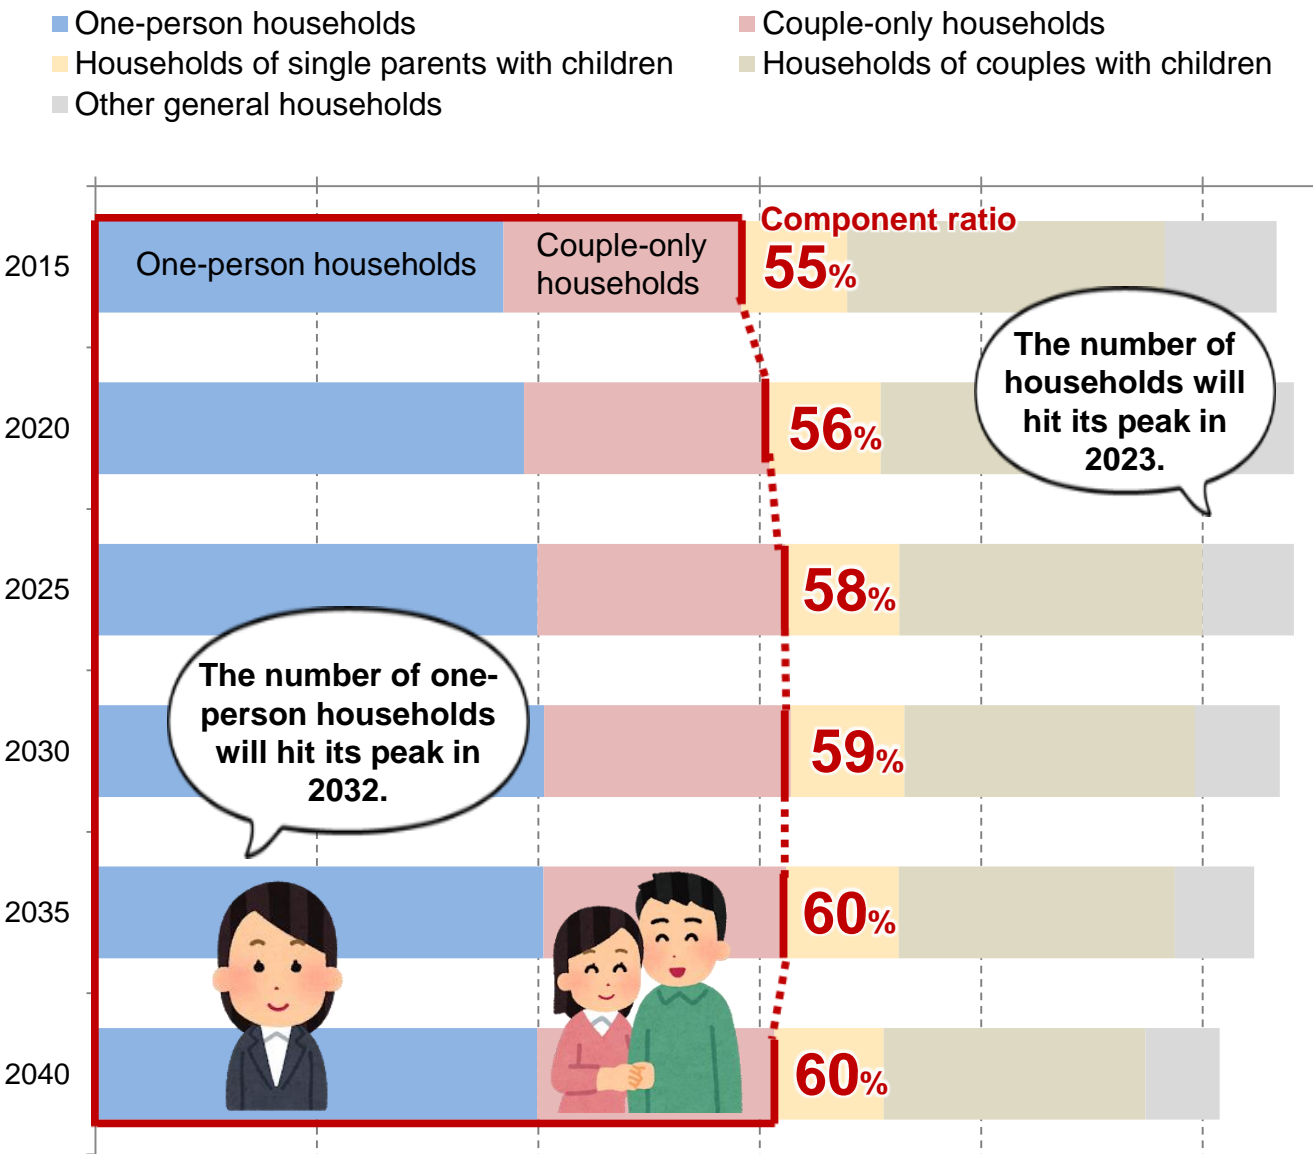 One-person households
Couple-only households
Households of single parents with children
Households of couples with children
Other general households
Component ratio
2015
One-person households
Couple-only
households
55%
The number of
households will
hit its peak in
2023.
2020
56%
2025
58%
The number of one-
person households
will hit its peak in
2032.
2030
59%
2035
60%
2040
60%